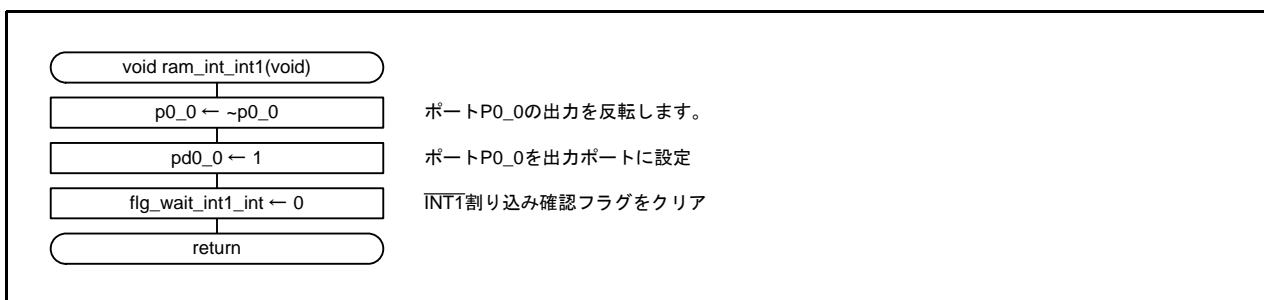 void ram_int_int1(void)
p0_0 ← ~p0_0 ポートP0_0の出力を反転します。
pd0_0 ← 1 ポートP0_0を出力ポートに設定
flg_wait_int1_int ← 0 INT1割り込み確認フラグをクリア
return